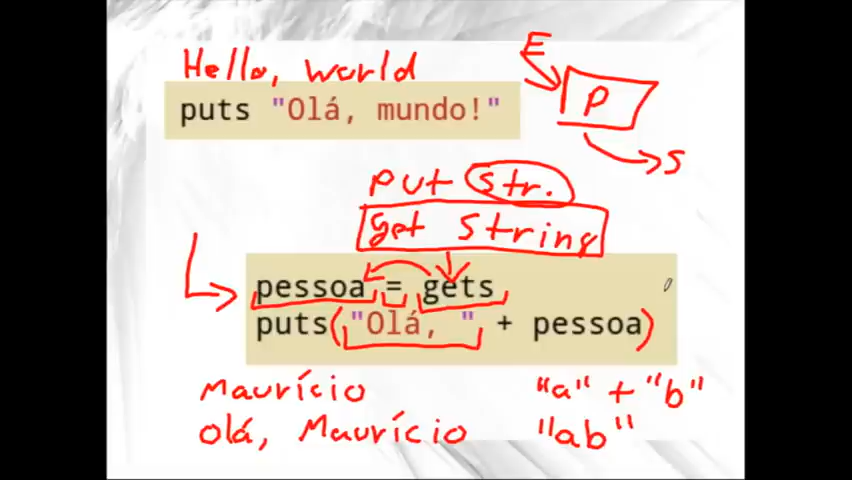 Hello, world
puts "Olá, mundo!"
E
P
S
put str.
get string
pessoa = gets
puts("Olá, " + pessoa)
Maurício
olá, Maurício
"a" + "b"
"ab"